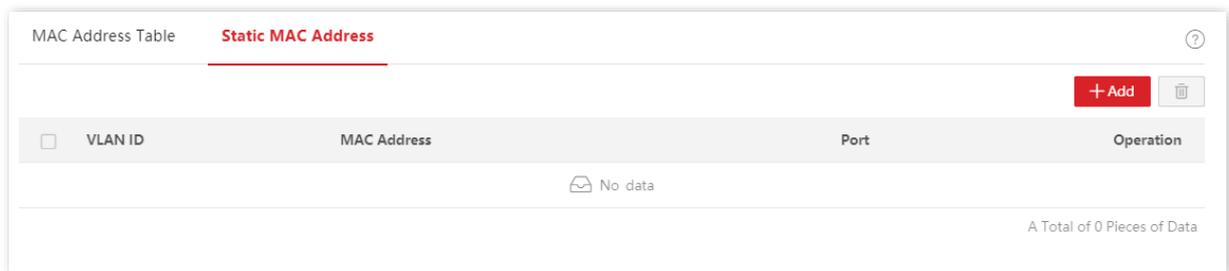 MAC Address Table Static MAC Address ?
+ Add
VLAN ID MAC Address Port Operation
No data
A Total of 0 Pieces of Data